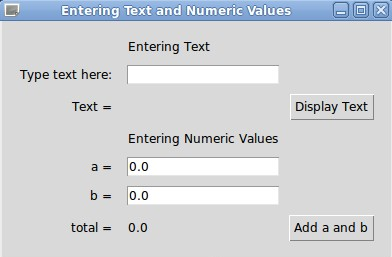 Entering Text and Numeric Values
Entering Text
Type text here:
Text = Display Text
Entering Numeric Values
a = 0.0
b = 0.0
total = 0.0 Add a and b